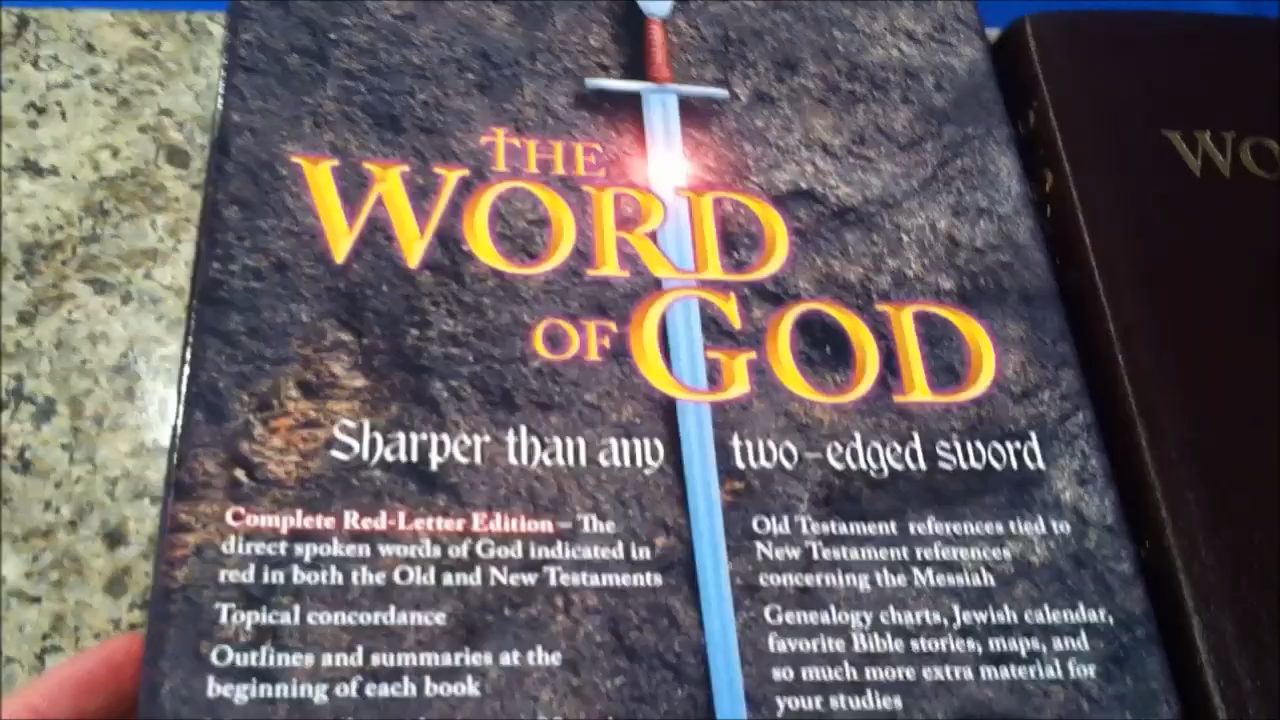 THE
WORD
OF GOD
Sharper than any two-edged sword
Complete Red-Letter Edition – The
direct spoken words of God indicated in
red in both the Old and New Testaments
Topical concordance
Outlines and summaries at the
beginning of each book
Old Testament references tied to
New Testament references
concerning the Messiah
Genealogy charts, Jewish calendar,
favorite Bible stories, maps, and
so much more extra material for
your studies
WO